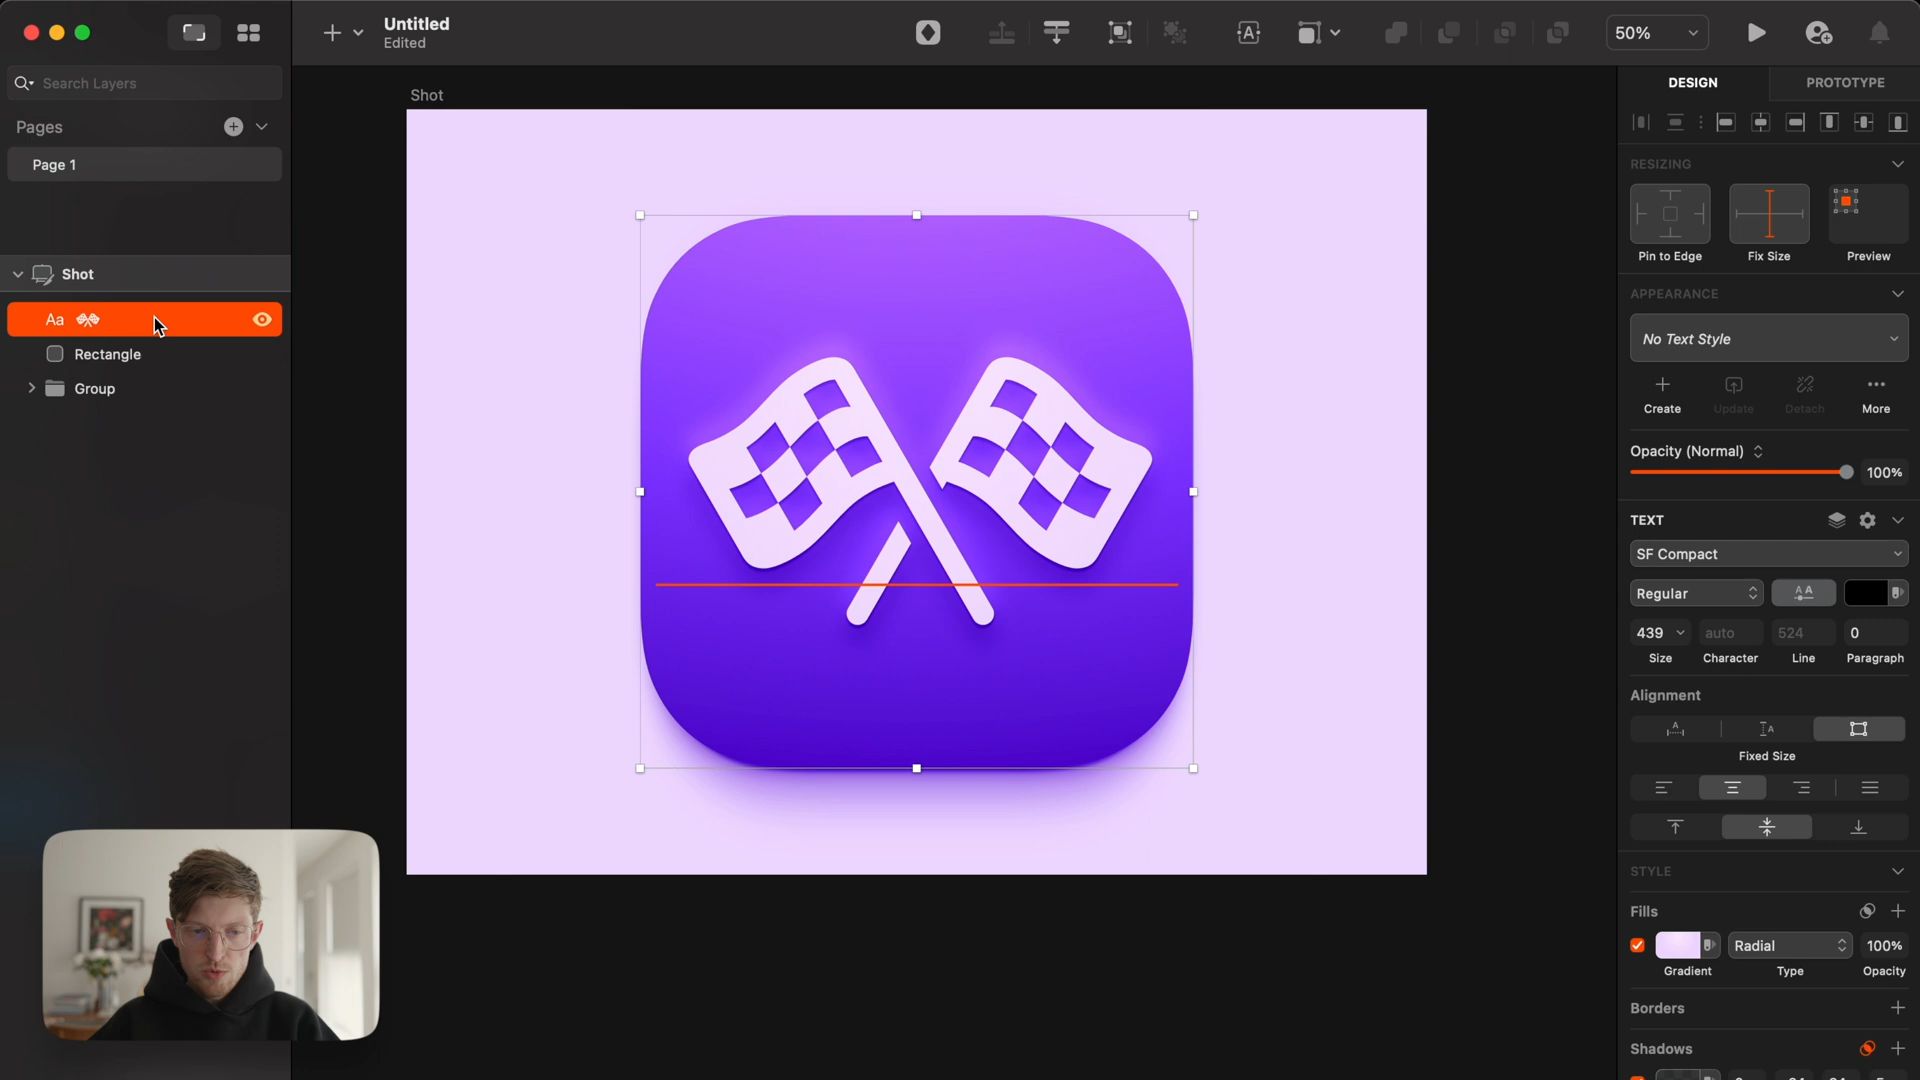 Untitled
Edited
50%
Search Layers
Pages
Page 1
Shot
Aa
Rectangle
Group
Shot
DESIGN
PROTOTYPE
RESIZING
Pin to Edge
Fix Size
Preview
APPEARANCE
No Text Style
Create
Update
Detach
More
Opacity (Normal)
100%
TEXT
SF Compact
Regular
439
auto
524
0
Size
Character
Line
Paragraph
Alignment
Fixed Size
STYLE
Fills
Radial
100%
Gradient
Type
Opacity
Borders
Shadows